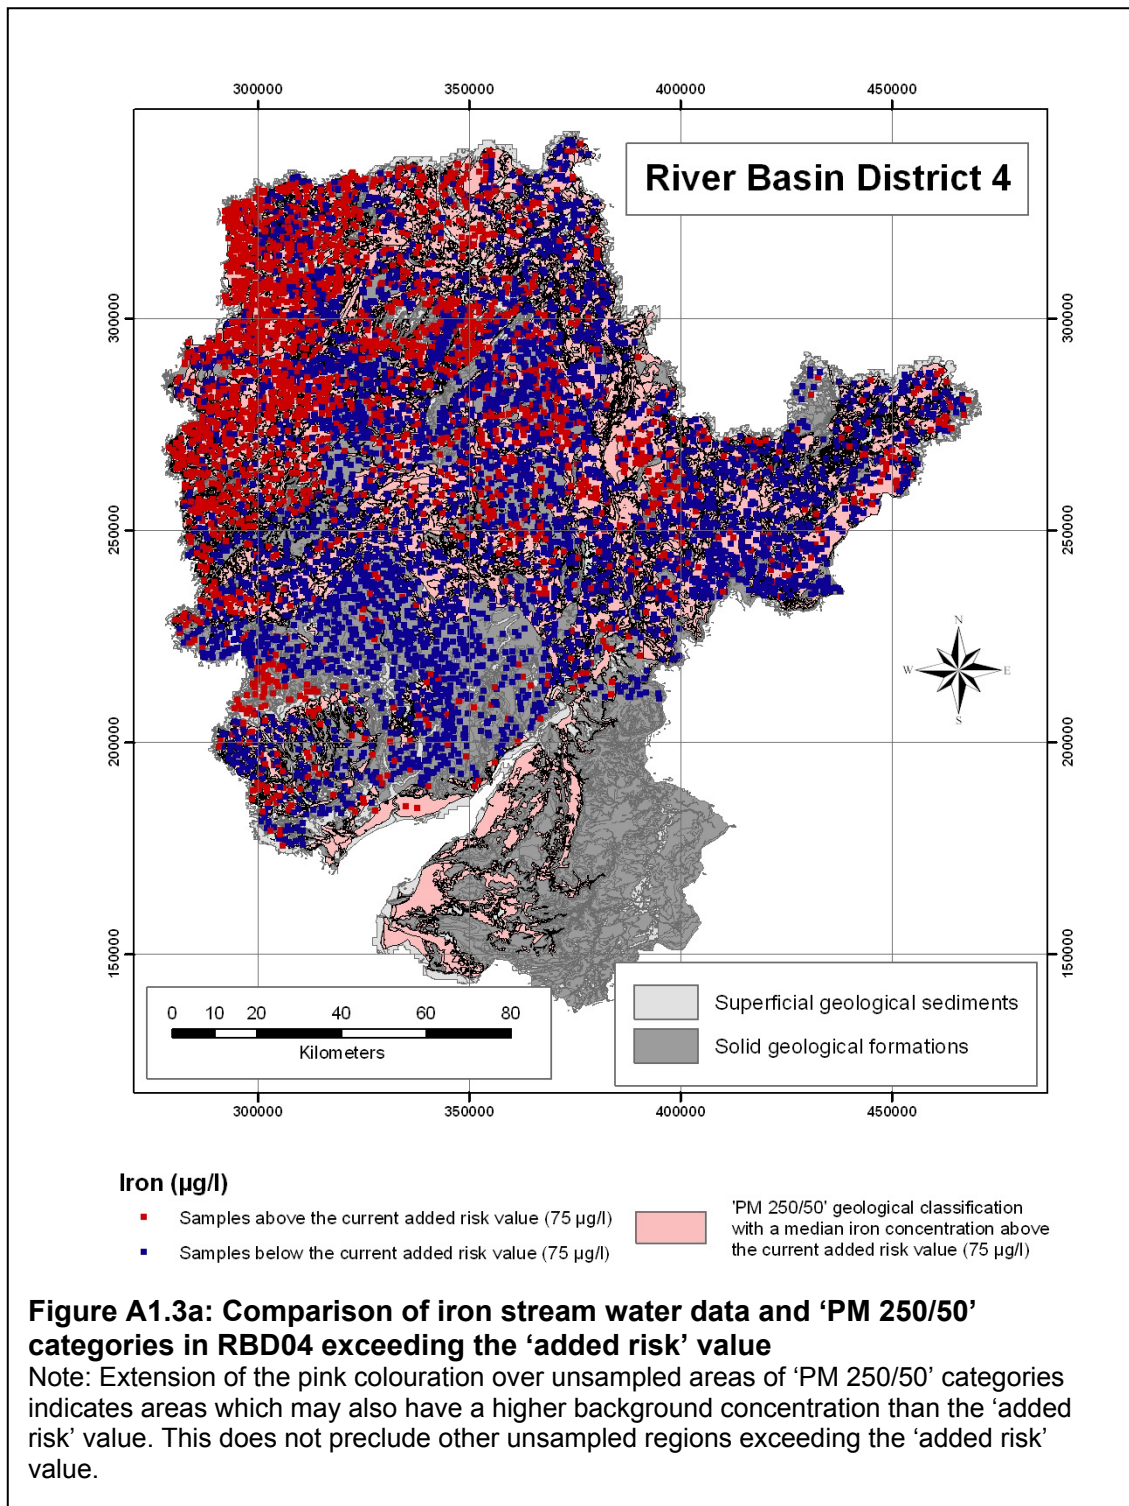 300000 350000 400000 450000
River Basin District 4
300000 300000
250000 250000
N
W E
S
200000 200000
150000 150000
0 10 20 40 60 80
Kilometers
Superficial geological sediments
Solid geological formations
300000 350000 400000 450000
Iron (µg/l)
Samples above the current added risk value (75 µg/l)
Samples below the current added risk value (75 µg/l)
'PM 250/50' geological classification
with a median iron concentration above
the current added risk value (75 µg/l)
Figure A1.3a: Comparison of iron stream water data and ‘PM 250/50’
categories in RBD04 exceeding the ‘added risk’ value
Note: Extension of the pink colouration over unsampled areas of ‘PM 250/50’ categories
indicates areas which may also have a higher background concentration than the ‘added
risk’ value. This does not preclude other unsampled regions exceeding the ‘added risk’
value.